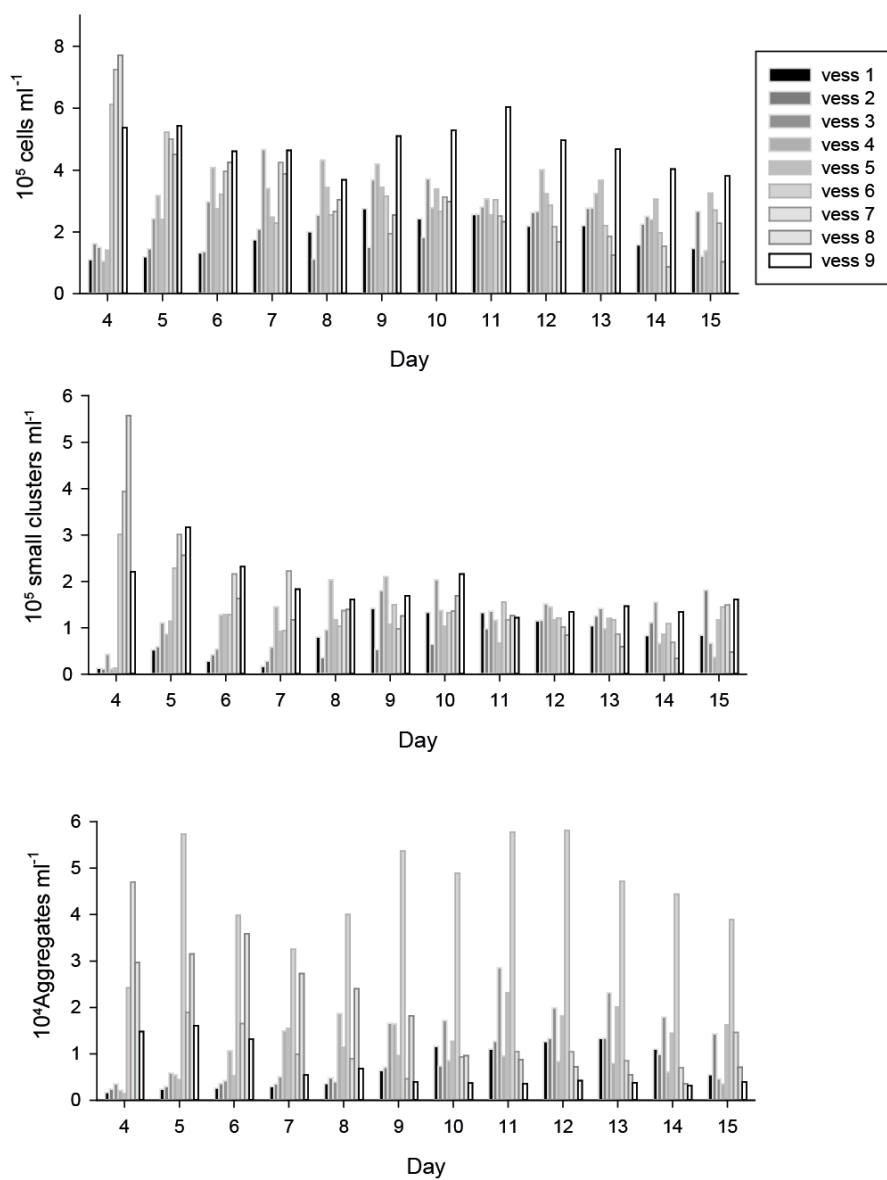 10⁵ cells ml⁻¹
8
6
4
2
0
4 5 6 7 8 9 10 11 12 13 14 15
Day
vess 1
vess 2
vess 3
vess 4
vess 5
vess 6
vess 7
vess 8
vess 9
10⁵ small clusters ml⁻¹
6
5
4
3
2
1
0
4 5 6 7 8 9 10 11 12 13 14 15
Day
10⁴Aggregates ml⁻¹
6
5
4
3
2
1
0
4 5 6 7 8 9 10 11 12 13 14 15
Day